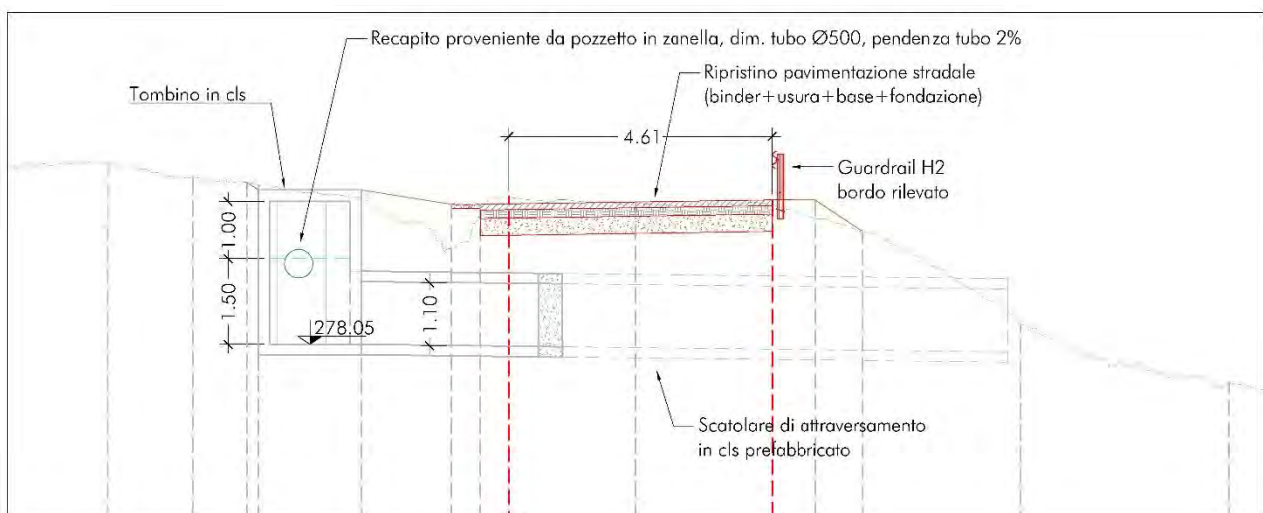 Recapito proveniente da pozzetto in zanella, dim. tubo Ø500, pendenza tubo 2%
Tombino in cls
Ripristino pavimentazione stradale
(binder+usura+base+fondazione)
4.61
Guardrail H2
bordo rilevato
1.00
1.50
278.05
1.10
Scatolare di attraversamento
in cls prefabbricato